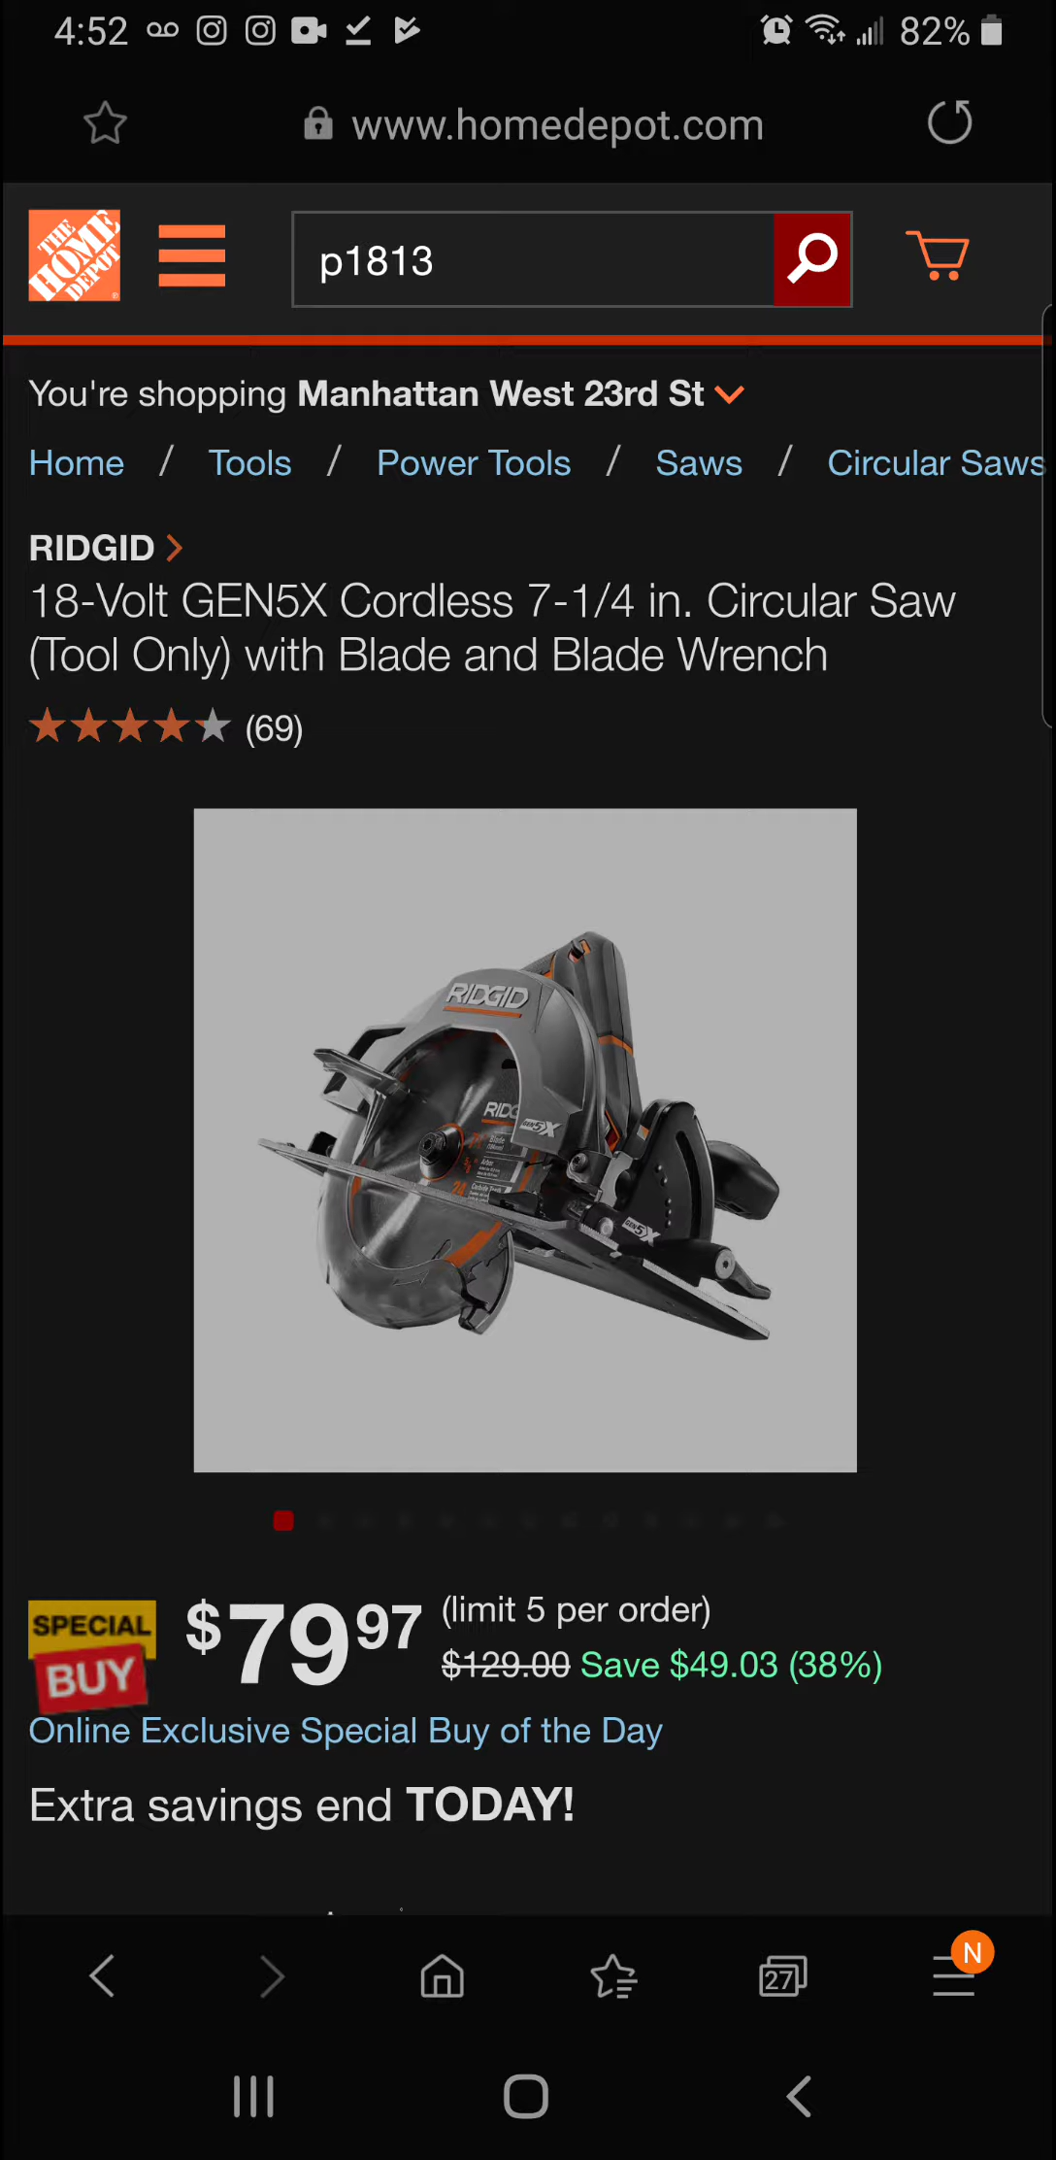 4:52
82%
www.homedepot.com
THE
HOME
DEPOT
p1813
You're shopping Manhattan West 23rd St
Home / Tools / Power Tools / Saws / Circular Saws
RIDGID
18-Volt GEN5X Cordless 7-1/4 in. Circular Saw
(Tool Only) with Blade and Blade Wrench
(69)
RIDGID
GEN5X
GEN5X
SPECIAL
BUY
$79 97
(limit 5 per order)
$129.00 Save $49.03 (38%)
Online Exclusive Special Buy of the Day
Extra savings end TODAY!
27
N